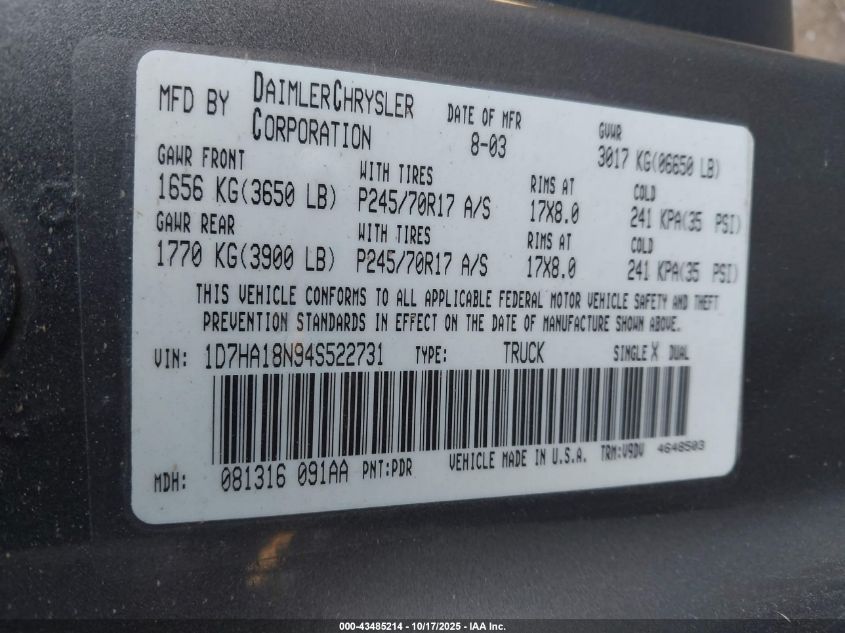 MFD BY DAIMLERCHRYSLER CORPORATION
DATE OF MFR 8-03
GVWR 3017 KG(06650 LB)
GAWR FRONT WITH TIRES RIMS AT COLD
1656 KG(3650 LB) P245/70R17 A/S 17X8.0 241 KPA(35 PSI)
GAWR REAR WITH TIRES RIMS AT COLD
1770 KG(3900 LB) P245/70R17 A/S 17X8.0 241 KPA(35 PSI)
THIS VEHICLE CONFORMS TO ALL APPLICABLE FEDERAL MOTOR VEHICLE SAFETY AND THEFT
PREVENTION STANDARDS IN EFFECT ON THE DATE OF MANUFACTURE SHOWN ABOVE.
VIN: 1D7HA18N94S522731 TYPE: TRUCK SINGLE X DUAL
MDH: 081316 091AA PNT:PDR VEHICLE MADE IN U.S.A. TRM:V9DV 4648503
000-43485214 - 10/17/2025 - IAA Inc.